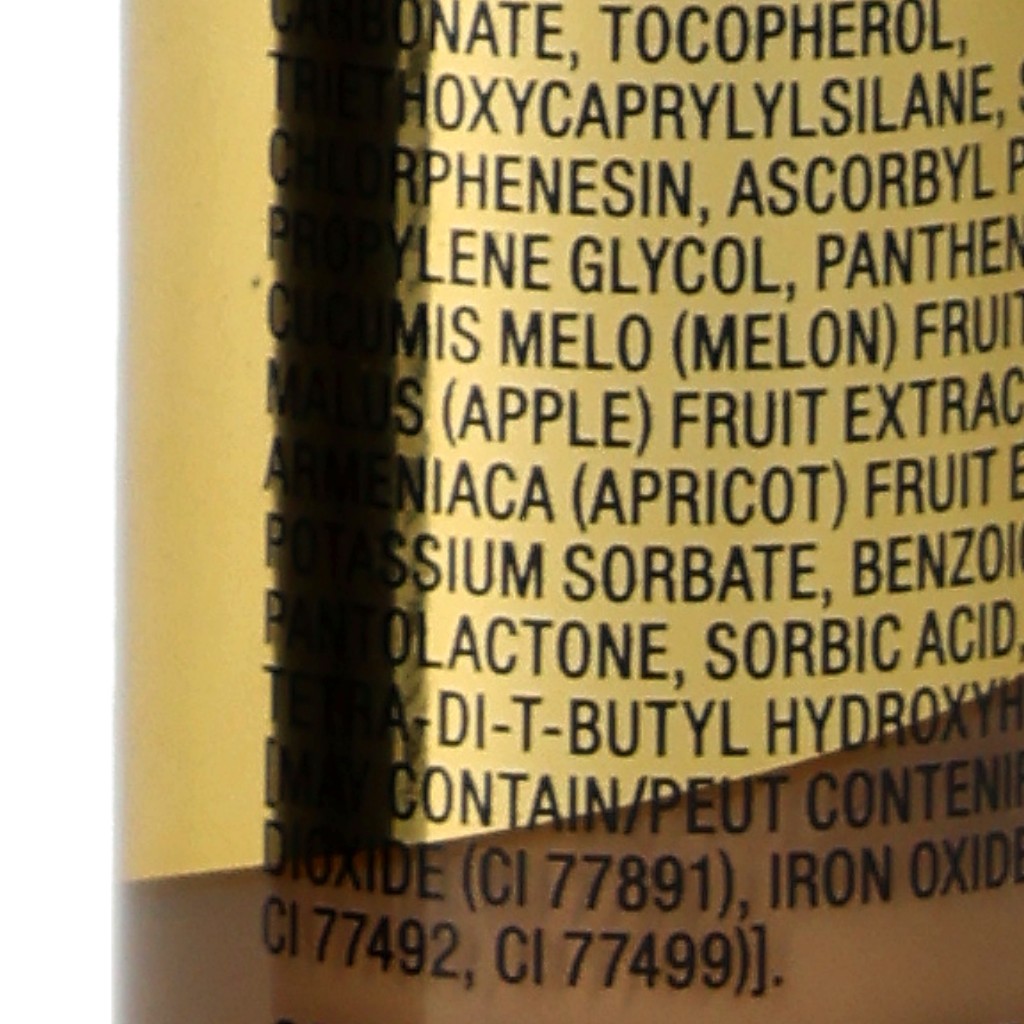 CARBONATE, TOCOPHEROL,
TRIETHOXYCAPRYLYLSILANE,
CHLORPHENESIN, ASCORBYL
PROPYLENE GLYCOL, PANTHEN
CUCUMIS MELO (MELON) FRUIT
MALUS (APPLE) FRUIT EXTRAC
ARMENIACA (APRICOT) FRUIT
POTASSIUM SORBATE, BENZOI
PANTOLACTONE, SORBIC ACID,
TETRA-DI-T-BUTYL HYDROXYH
[MAY CONTAIN/PEUT CONTENIR
DIOXIDE (CI 77891), IRON OXIDE
CI 77492, CI 77499)].